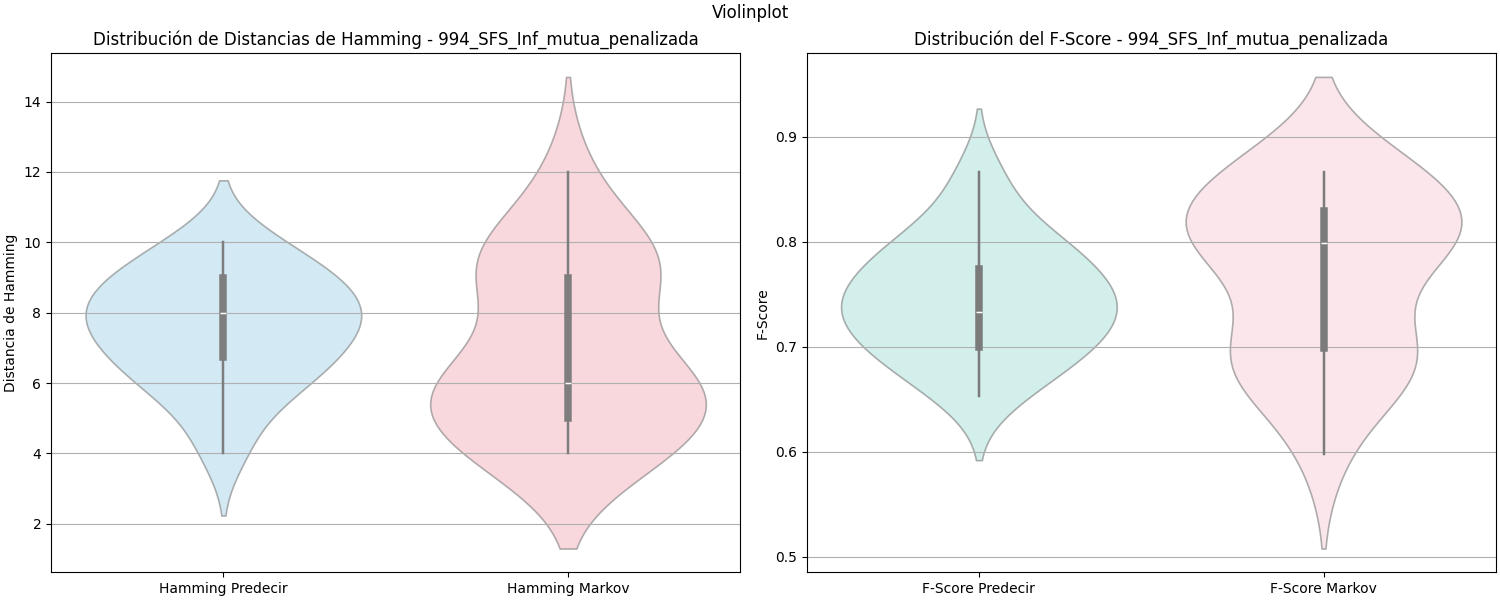 Violinplot
Distribución de Distancias de Hamming - 994_SFS_Inf_mutua_penalizada
Distancia de Hamming
14
12
10
8
6
4
2
Hamming Predecir
Hamming Markov
Distribución del F-Score - 994_SFS_Inf_mutua_penalizada
F-Score
0.9
0.8
0.7
0.6
0.5
F-Score Predecir
F-Score Markov